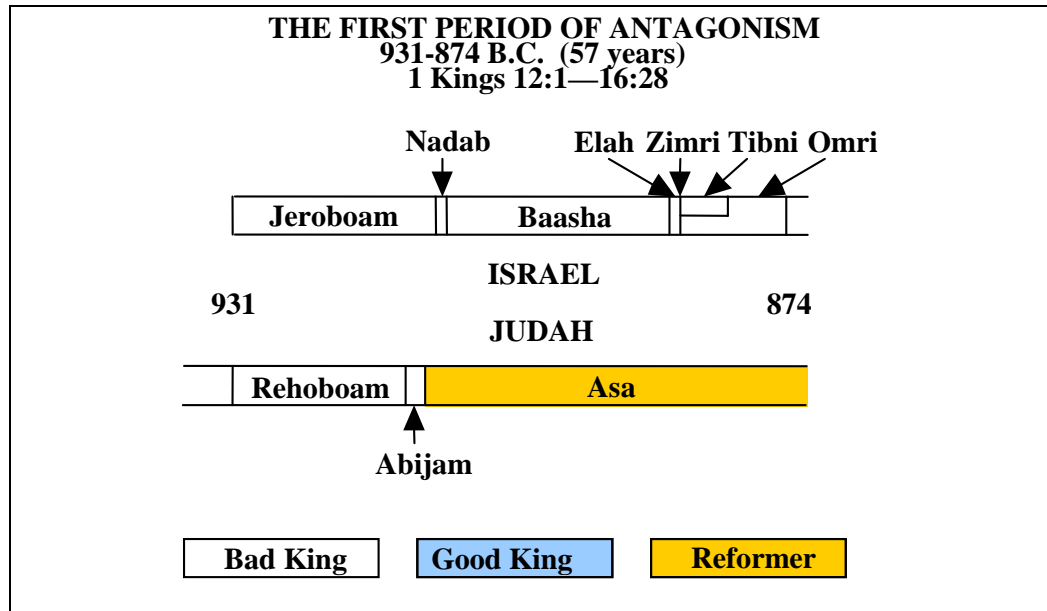 THE FIRST PERIOD OF ANTAGONISM
931-874 B.C. (57 years)
1 Kings 12:1—16:28
Nadab Elah Zimri Tibni Omri
Jeroboam Baasha
ISRAEL
931 874
JUDAH
Rehoboam Asa
Abijam
Bad King Good King Reformer